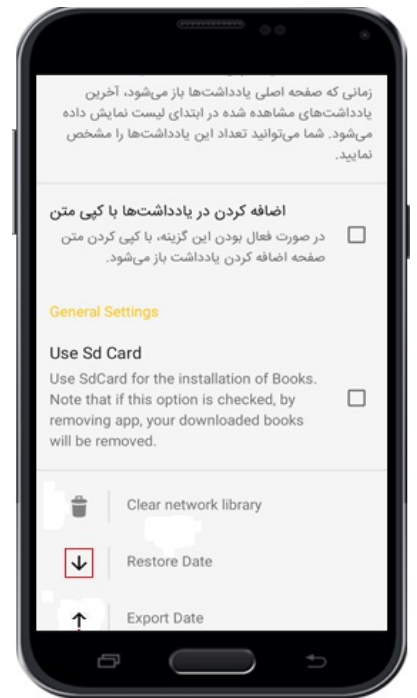 زمانی که صفحه اصلی یادداشت‌ها باز می‌شود، آخرین
یادداشت‌های مشاهده شده در ابتدای لیست نمایش داده
می‌شود. شما می‌توانید تعداد این یادداشت‌ها را مشخص
نمایید.
اضافه کردن در یادداشت‌ها با کپی متن
در صورت فعال بودن این گزینه، با کپی کردن متن
صفحه اضافه کردن یادداشت باز می‌شود.
General Settings
Use Sd Card
Use SdCard for the installation of Books.
Note that if this option is checked, by
removing app, your downloaded books
will be removed.
Clear network library
Restore Date
Export Date